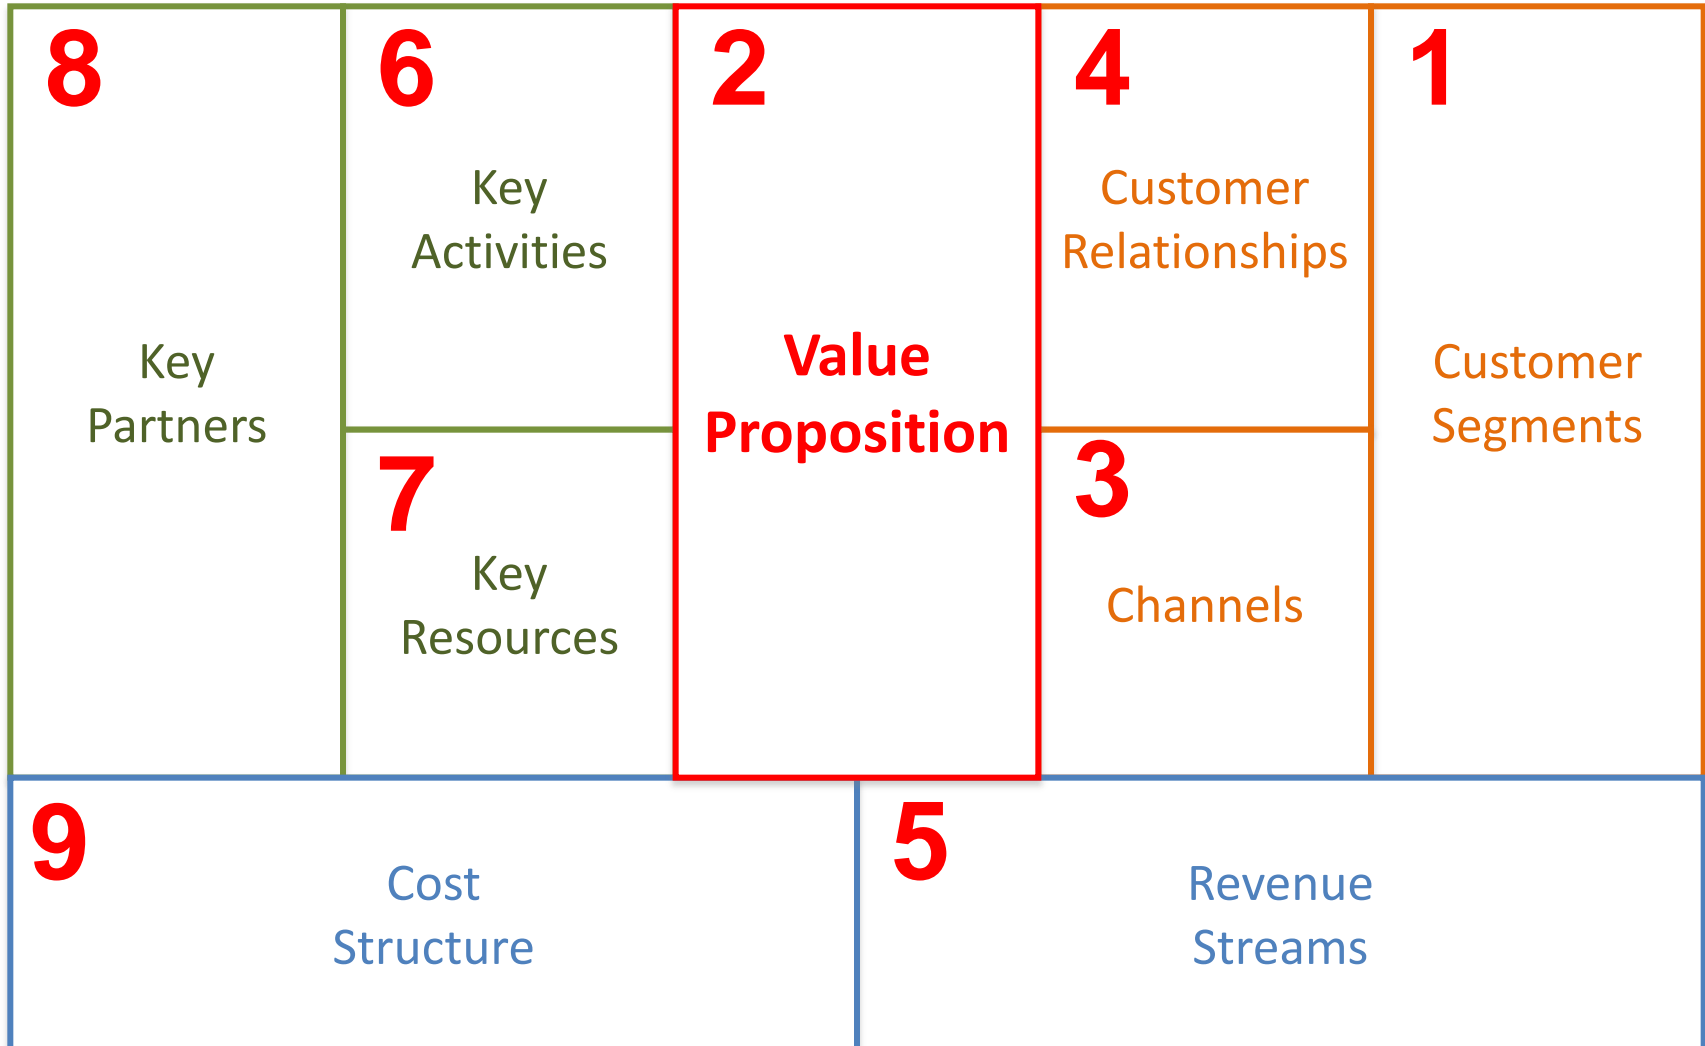 8
Key
Partners
6
Key
Activities
7
Key
Resources
2
Value
Proposition
4
Customer
Relationships
3
Channels
1
Customer
Segments
9
Cost
Structure
5
Revenue
Streams